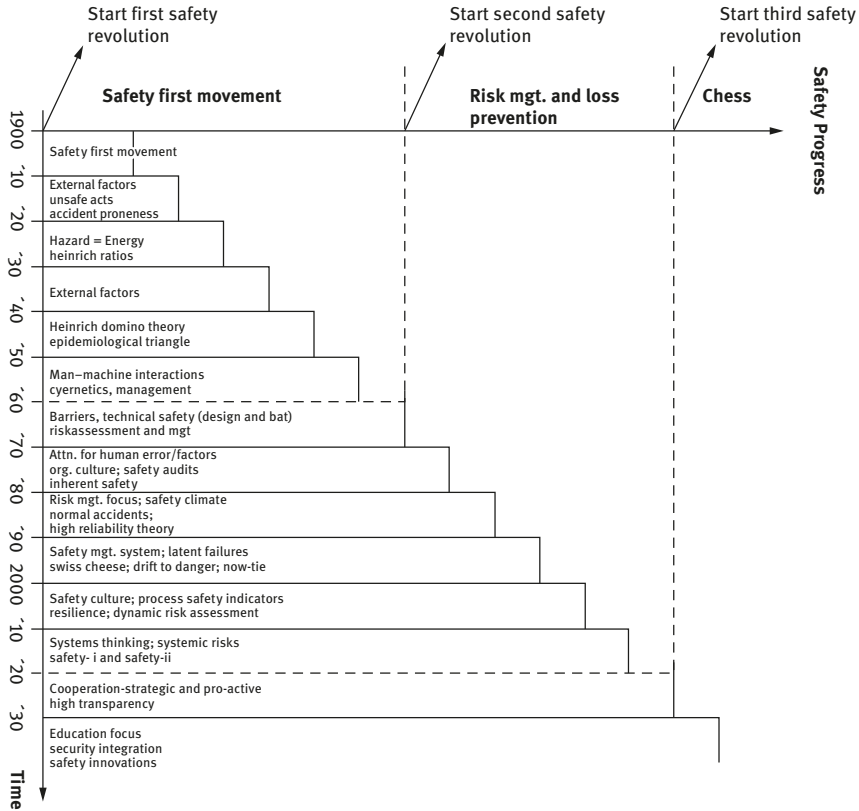 Start first safety
revolution
Start second safety
revolution
Start third safety
revolution
Safety first movement
Risk mgt. and loss
prevention
Chess
Safety Progress
1900
Safety first movement
´10
External factors
unsafe acts
accident proneness
´20
Hazard = Energy
heinrich ratios
´30
External factors
´40
Heinrich domino theory
epidemiological triangle
´50
Man–machine interactions
cyernetics, management
´60
Barriers, technical safety (design and bat)
riskassessment and mgt
´70
Attn. for human error/factors
org. culture; safety audits
inherent safety
´80
Risk mgt. focus; safety climate
normal accidents;
high reliability theory
´90
Safety mgt. system; latent failures
swiss cheese; drift to danger; now-tie
2000
Safety culture; process safety indicators
resilience; dynamic risk assessment
´10
Systems thinking; systemic risks
safety- i and safety-ii
´20
Cooperation-strategic and pro-active
high transparency
´30
Education focus
security integration
safety innovations
Time